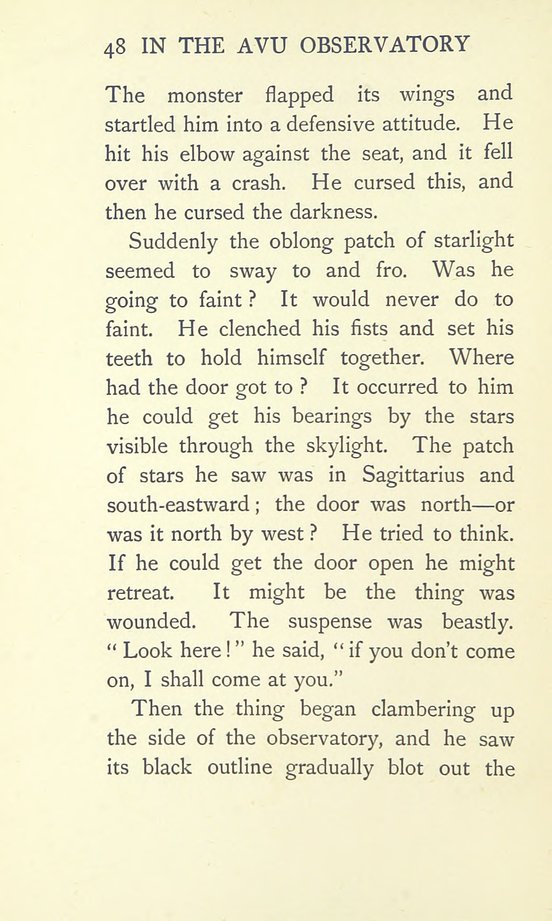 48 IN THE AVU OBSERVATORY
The monster flapped its wings and
startled him into a defensive attitude. He
hit his elbow against the seat, and it fell
over with a crash. He cursed this, and
then he cursed the darkness.
Suddenly the oblong patch of starlight
seemed to sway to and fro. Was he
going to faint ? It would never do to
faint. He clenched his fists and set his
teeth to hold himself together. Where
had the door got to ? It occurred to him
he could get his bearings by the stars
visible through the skylight. The patch
of stars he saw was in Sagittarius and
south-eastward ; the door was north—or
was it north by west ? He tried to think.
If he could get the door open he might
retreat. It might be the thing was
wounded. The suspense was beastly.
“ Look here ! ” he said, “ if you don’t come
on, I shall come at you.”
Then the thing began clambering up
the side of the observatory, and he saw
its black outline gradually blot out the